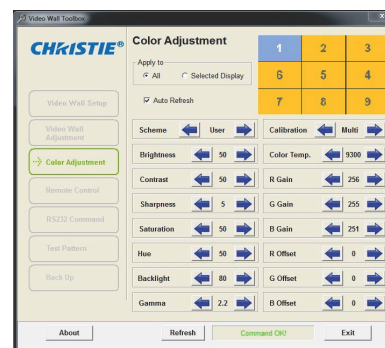 Video Wall Toolbox
CHRISTIE®
Color Adjustment
Apply to
All Selected Display
Auto Refresh
1 2 3
6 5 4
7 8 9
Video Wall Setup
Video Wall
Adjustment
Color Adjustment
Remote Control
RS232 Command
Test Pattern
Back Up
Scheme User Calibration Multi
Brightness 50 Color Temp. 9300
Contrast 50 R Gain 256
Sharpness 5 G Gain 255
Saturation 50 B Gain 251
Hue 50 R Offset 0
Backlight 80 G Offset 0
Gamma 2.2 B Offset 0
About Refresh Command OK! Exit